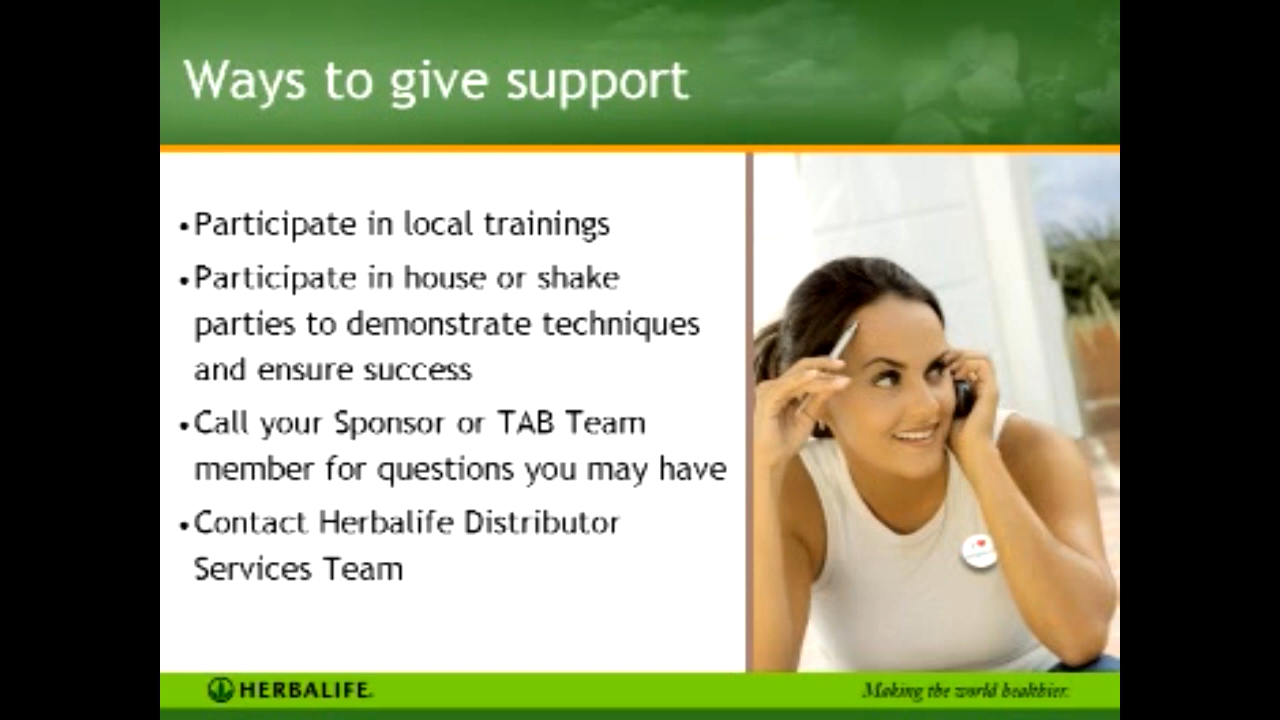 Ways to give support
•Participate in local trainings
•Participate in house or shake
parties to demonstrate techniques
and ensure success
•Call your Sponsor or TAB Team
member for questions you may have
•Contact Herbalife Distributor
Services Team
HERBALIFE.
Making the world healthier.